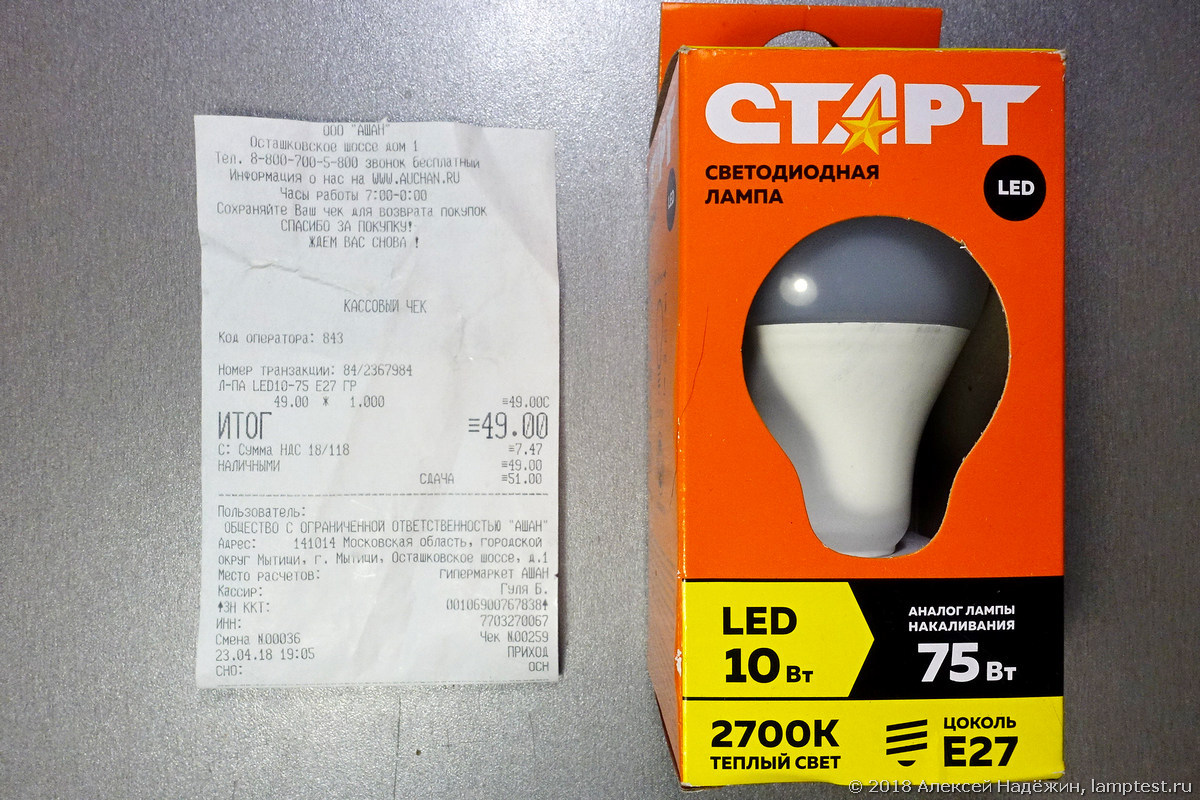 ООО "АШАН"
Осташковское шоссе дом 1
Тел. 8-800-700-5-800 звонок бесплатный
Информация о нас на WWW.AUCHAN.RU
Часы работы 7:00-0:00
Сохраняйте Ваш чек для возврата покупок
СПАСИБО ЗА ПОКУПКУ!
ЖДЕМ ВАС СНОВА !
КАССОВЫЙ ЧЕК
Код оператора: 843
Номер транзакции: 84/2367984
Л-ПА LED10-75 E27 ГР
49.00 * 1.000 =49.00С
ИТОГ =49.00
С: Сумма НДС 18/118 =7.47
НАЛИЧНЫМИ =49.00
СДАЧА =51.00
Пользователь:
ОБЩЕСТВО С ОГРАНИЧЕННОЙ ОТВЕТСТВЕННОСТЬЮ "АШАН"
Адрес: 141014 Московская область, городской
округ Мытищи, г. Мытищи, Осташковское шоссе, д.1
Место расчетов: гипермаркет АШАН
Кассир: Гуля Б.
ЗН ККТ: 00106900767838
ИНН: 7703270067
Смена N00036 Чек N00259
23.04.18 19:05 ПРИХОД
СНО: ОСН
СТАРТ
СВЕТОДИОДНАЯ
ЛАМПА
LED
LED
LED
10 Вт
АНАЛОГ ЛАМПЫ
НАКАЛИВАНИЯ
75 Вт
2700К
ТЕПЛЫЙ СВЕТ
ЦОКОЛЬ
E27
© 2018 Алексей Надёжин, lamptest.ru